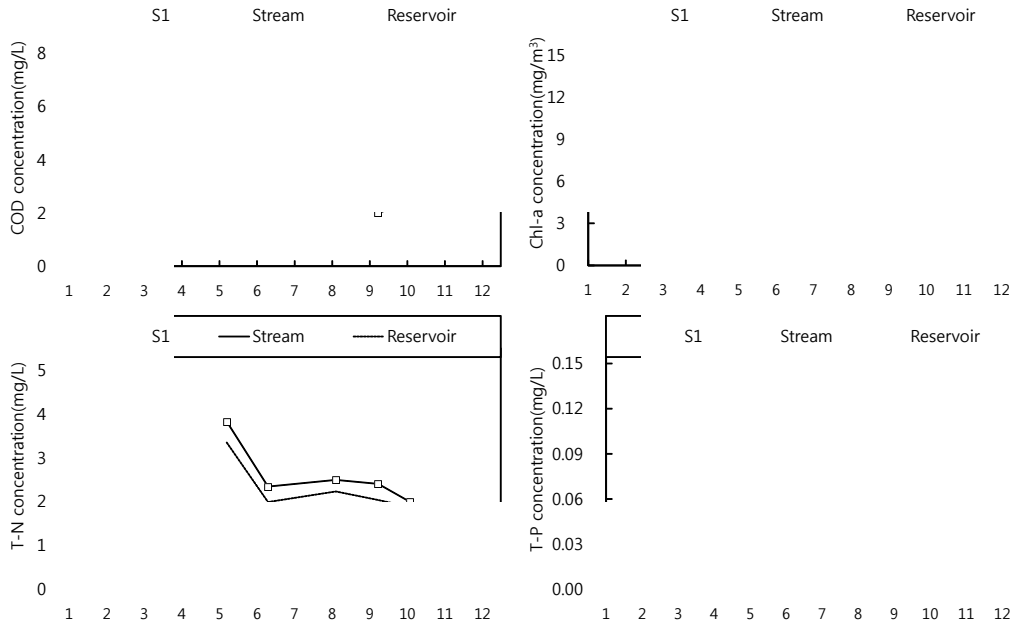 S1 Stream Reservoir
COD concentration(mg/L)
8
6
4
2
0
1 2 3 4 5 6 7 8 9 10 11 12
S1 Stream Reservoir
Chl-a concentration(mg/m³)
15
12
9
6
3
0
1 2 3 4 5 6 7 8 9 10 11 12
S1 Stream Reservoir
T-N concentration(mg/L)
5
4
3
2
1
0
1 2 3 4 5 6 7 8 9 10 11 12
S1 Stream Reservoir
T-P concentration(mg/L)
0.15
0.12
0.09
0.06
0.03
0.00
1 2 3 4 5 6 7 8 9 10 11 12